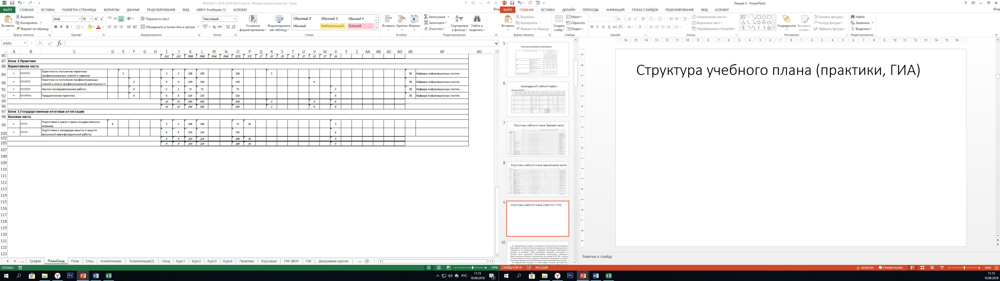 09.03.02-1-2018-2019-ИСиТ.plx (1) [Режим совместимости] - Excel
ФАЙЛ ГЛАВНАЯ ВСТАВКА РАЗМЕТКА СТРАНИЦЫ ФОРМУЛЫ ДАННЫЕ РЕЦЕНЗИРОВАНИЕ ВИД ABBYY FineReader 12 ACROBAT Вход
Вставить
Вырезать
Копировать
Формат по образцу
Буфер обмена
Arial 10
Ж К Ч
Шрифт
Перенести текст
Объединить и поместить в центре
Выравнивание
Текстовый
% 000
Число
Условное форматирование
Форматировать как таблицу
Обычный 2 Обычный 3 Обычный 4
Обычный Нейтральный Плохой
Стили
Вставить Удалить Формат
Ячейки
Автосумма
Заполнить
Очистить
Сортировка и фильтр
Найти и выделить
Редактирование
AG61
A B C D E F G H I J K L M N O P Q R S T U V W X Y Z AA AB AC AD AE AF AG
85 210 210 7888 7888 3546 3546 3370 972 27 30 29 31 27 23 27 16
87 Блок 2.Практики
88 Вариативная часть
89 + Б2.В.01(У) Практика по получению первичных профессиональных умений и навыков 2 3 3 108 108 108 3 38 Кафедра информационных систем
90 + Б2.В.02(П) Практика по получению профессиональных умений и опыта профессиональной деятельности 6 4 4 144 144 144 4 38 Кафедра информационных систем
91 + Б2.В.03(П) Научно-исследовательская работа 8 2 2 72 72 72 2 38 Кафедра информационных систем
92 + Б2.В.04(Пд) Преддипломная практика 8 6 6 216 216 216 6 38 Кафедра информационных систем
94 15 15 540 540 540 3 4 8
96 15 15 540 540 540 3 4 8
97 Блок 3.Государственная итоговая аттестация
98 Базовая часть
99 + Б3.Б.01 Подготовка к сдаче и сдача государственного экзамена 8 3 3 108 108 72 36 3
100 + Б3.Б.02 Подготовка к процедуре защиты и защита выпускной квалификационной работы 6 6 216 216 216 6
102 9 9 324 324 288 36 9
105 9 9 324 324 288 36 9
107
108
109
110
111
112
113
114
115
116
117
118
119
120
121
122
123
... График ПланСвод План Спец Компетенции Компетенции(2) Свод Курс1 Курс2 Курс3 Курс4 Практики Курсовые ГЭК (ВКР) ГЭК Диаграмма курсов ...
ГОТОВО 145%
РУС 11:15
18.09.2018
Лекция 3 - PowerPoint
ФАЙЛ ГЛАВНАЯ ВСТАВКА ДИЗАЙН ПЕРЕХОДЫ АНИМАЦИЯ ПОКАЗ СЛАЙДОВ РЕЦЕНЗИРОВАНИЕ ВИД ACROBAT Вход
Вставить
Вырезать
Копировать
Формат по образцу
Буфер обмена
Создать слайд
Макет
Сбросить
Раздел
Слайды
44
Ж К Ч S abc AV Aa A
Шрифт
Направление текста
Выровнять текст
Преобразовать в SmartArt
Абзац
Упорядочить
Экспресс-стили
Заливка фигуры
Контур фигуры
Эффекты фигуры
Рисование
Найти
Заменить
Выделить
Редактирование
5 Структура программы бакалавриата
6 Календарный учебный график
7 Структура учебного плана (базовая часть)
8 Структура учебного плана (вариативная часть)
9 Структура учебного плана (практики, ГИА)
10
Структура учебного плана (практики, ГИА)
Заметки к слайду
СЛАЙД 9 ИЗ 47 РУССКИЙ ЗАМЕТКИ ПРИМЕЧАНИЯ 106%
11:15
18.09.2018